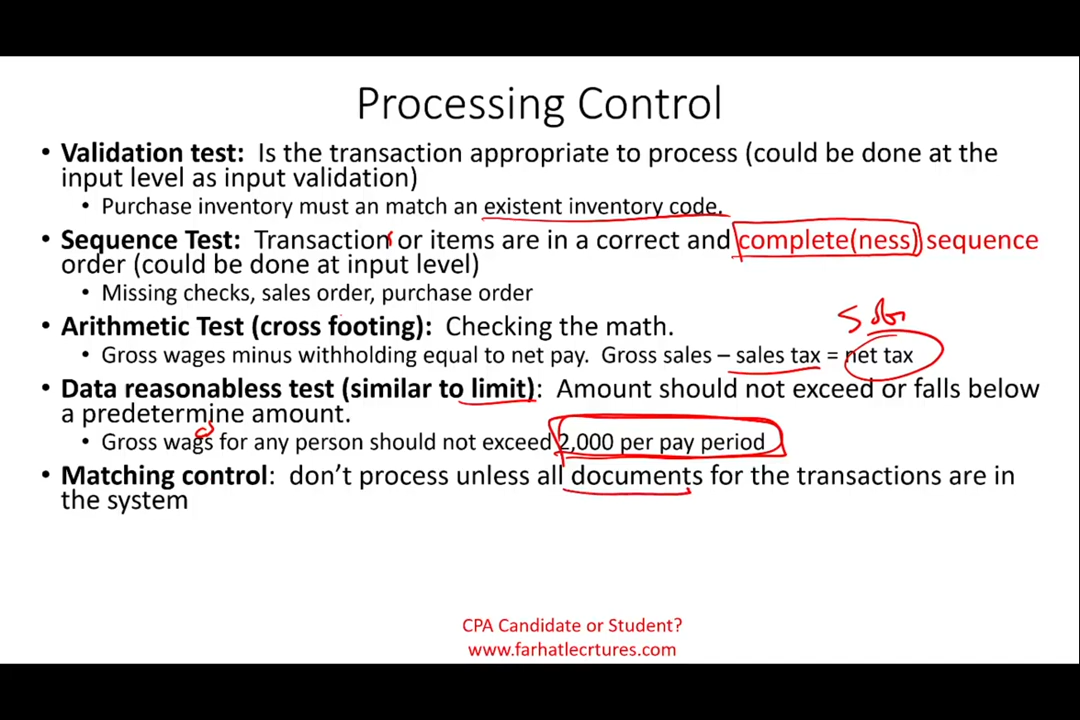 Processing Control
• Validation test: Is the transaction appropriate to process (could be done at the
input level as input validation)
• Purchase inventory must an match an existent inventory code.
• Sequence Test: Transaction or items are in a correct and complete(ness) sequence
order (could be done at input level)
• Missing checks, sales order, purchase order
• Arithmetic Test (cross footing): Checking the math.
• Gross wages minus withholding equal to net pay. Gross sales – sales tax = net tax
• Data reasonabless test (similar to limit): Amount should not exceed or falls below
a predetermine amount.
• Gross wags for any person should not exceed 2,000 per pay period
• Matching control: don't process unless all documents for the transactions are in
the system
CPA Candidate or Student?
www.farhatlecrtures.com